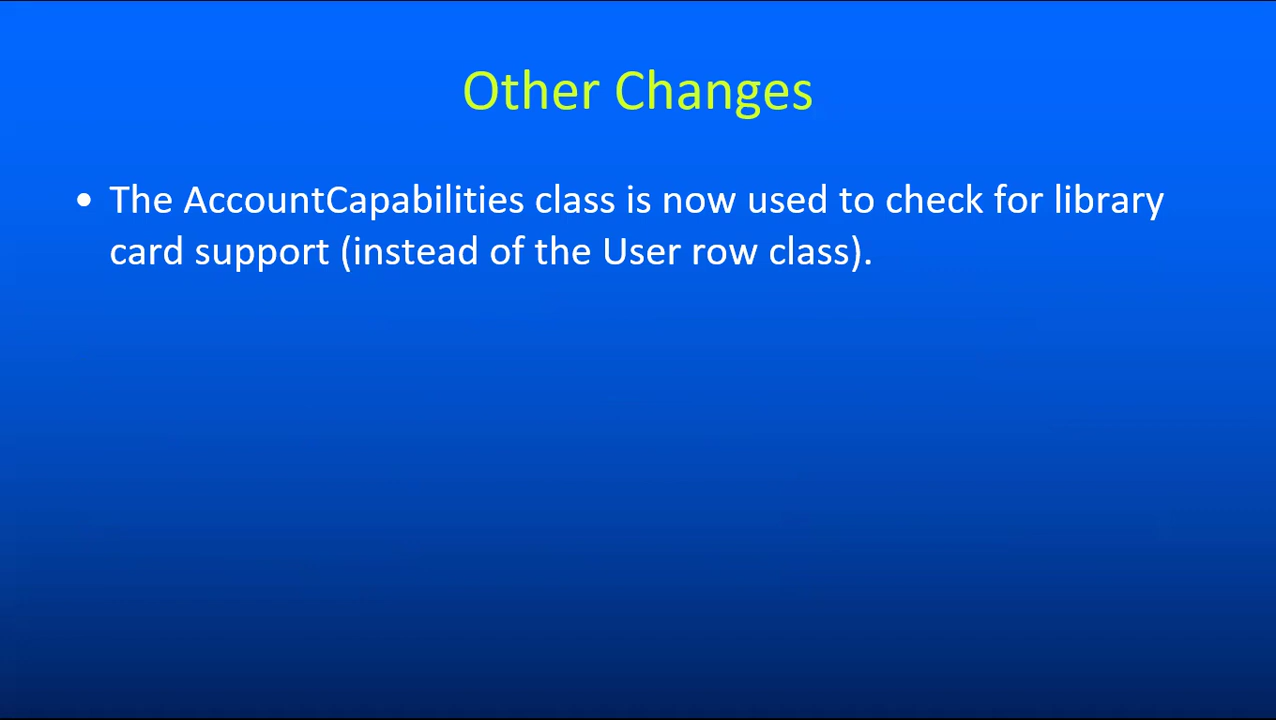 Other Changes
• The AccountCapabilities class is now used to check for library
card support (instead of the User row class).